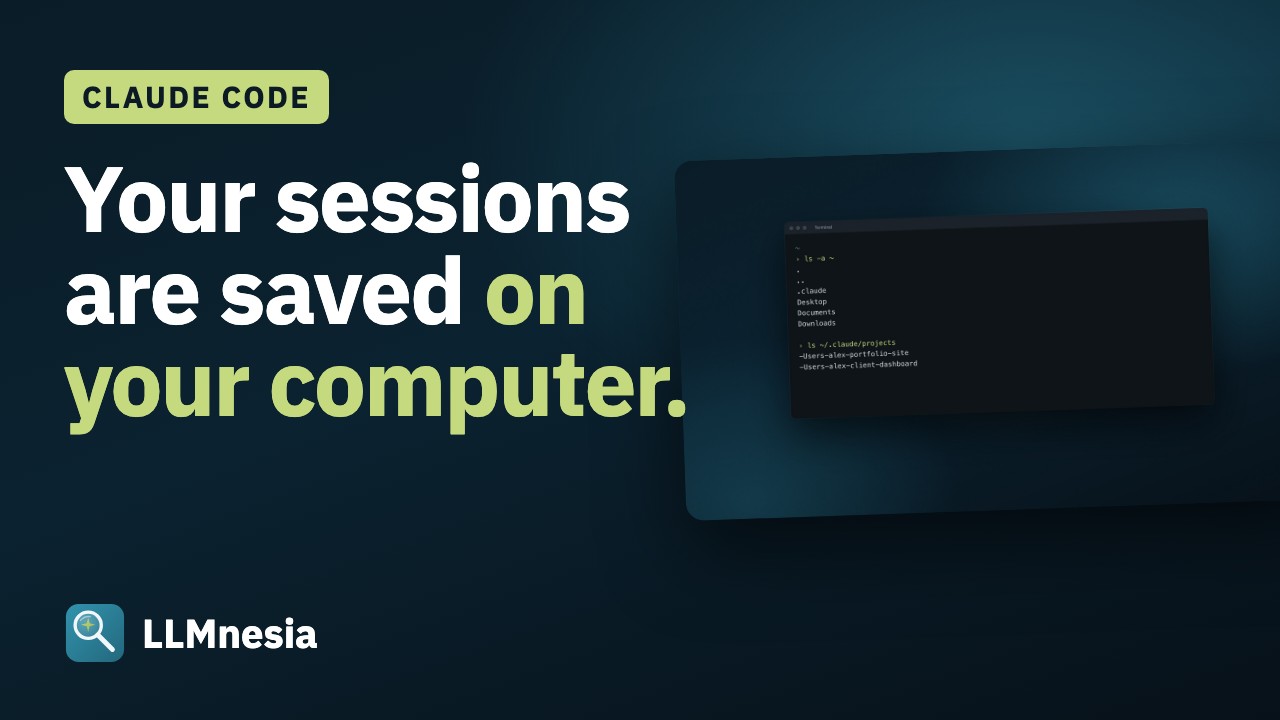 CLAUDE CODE
Your sessions
are saved on
your computer.
Terminal
~
› ls -a ~
.
..
.claude
Desktop
Documents
Downloads
› ls ~/.claude/projects
-Users-alex-portfolio-site
-Users-alex-client-dashboard
LLMnesia